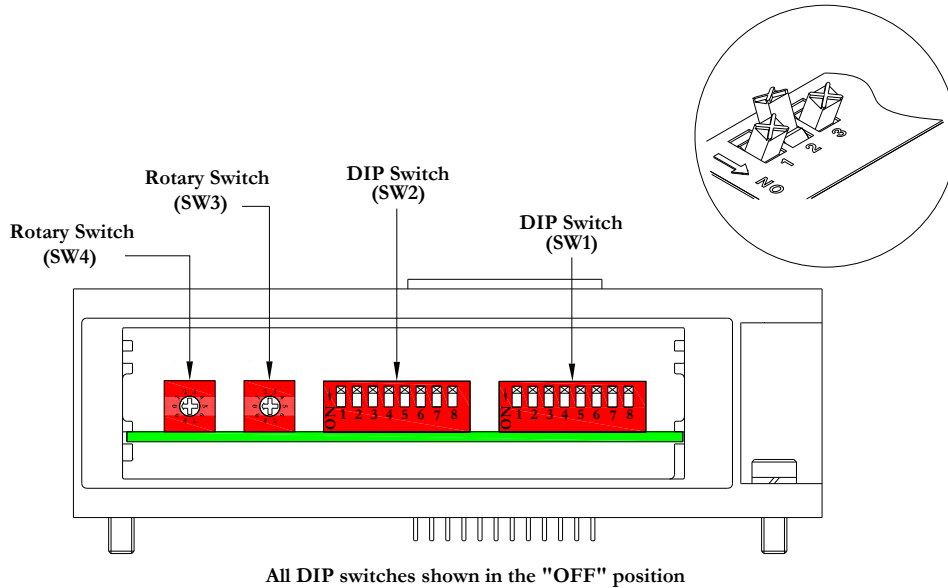 Rotary Switch
(SW4)
Rotary Switch
(SW3)
DIP Switch
(SW2)
DIP Switch
(SW1)
1 2 3
NO
ON
1 2 3 4 5 6 7 8
ON
1 2 3 4 5 6 7 8
All DIP switches shown in the "OFF" position